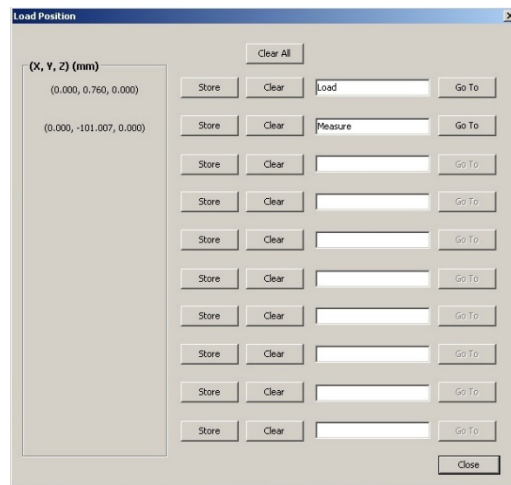 Load Position
Clear All
(X, Y, Z) (mm)
(0.000, 0.760, 0.000) Store Clear Load Go To
(0.000, -101.007, 0.000) Store Clear Measure Go To
Store Clear Go To
Store Clear Go To
Store Clear Go To
Store Clear Go To
Store Clear Go To
Store Clear Go To
Store Clear Go To
Store Clear Go To
Close